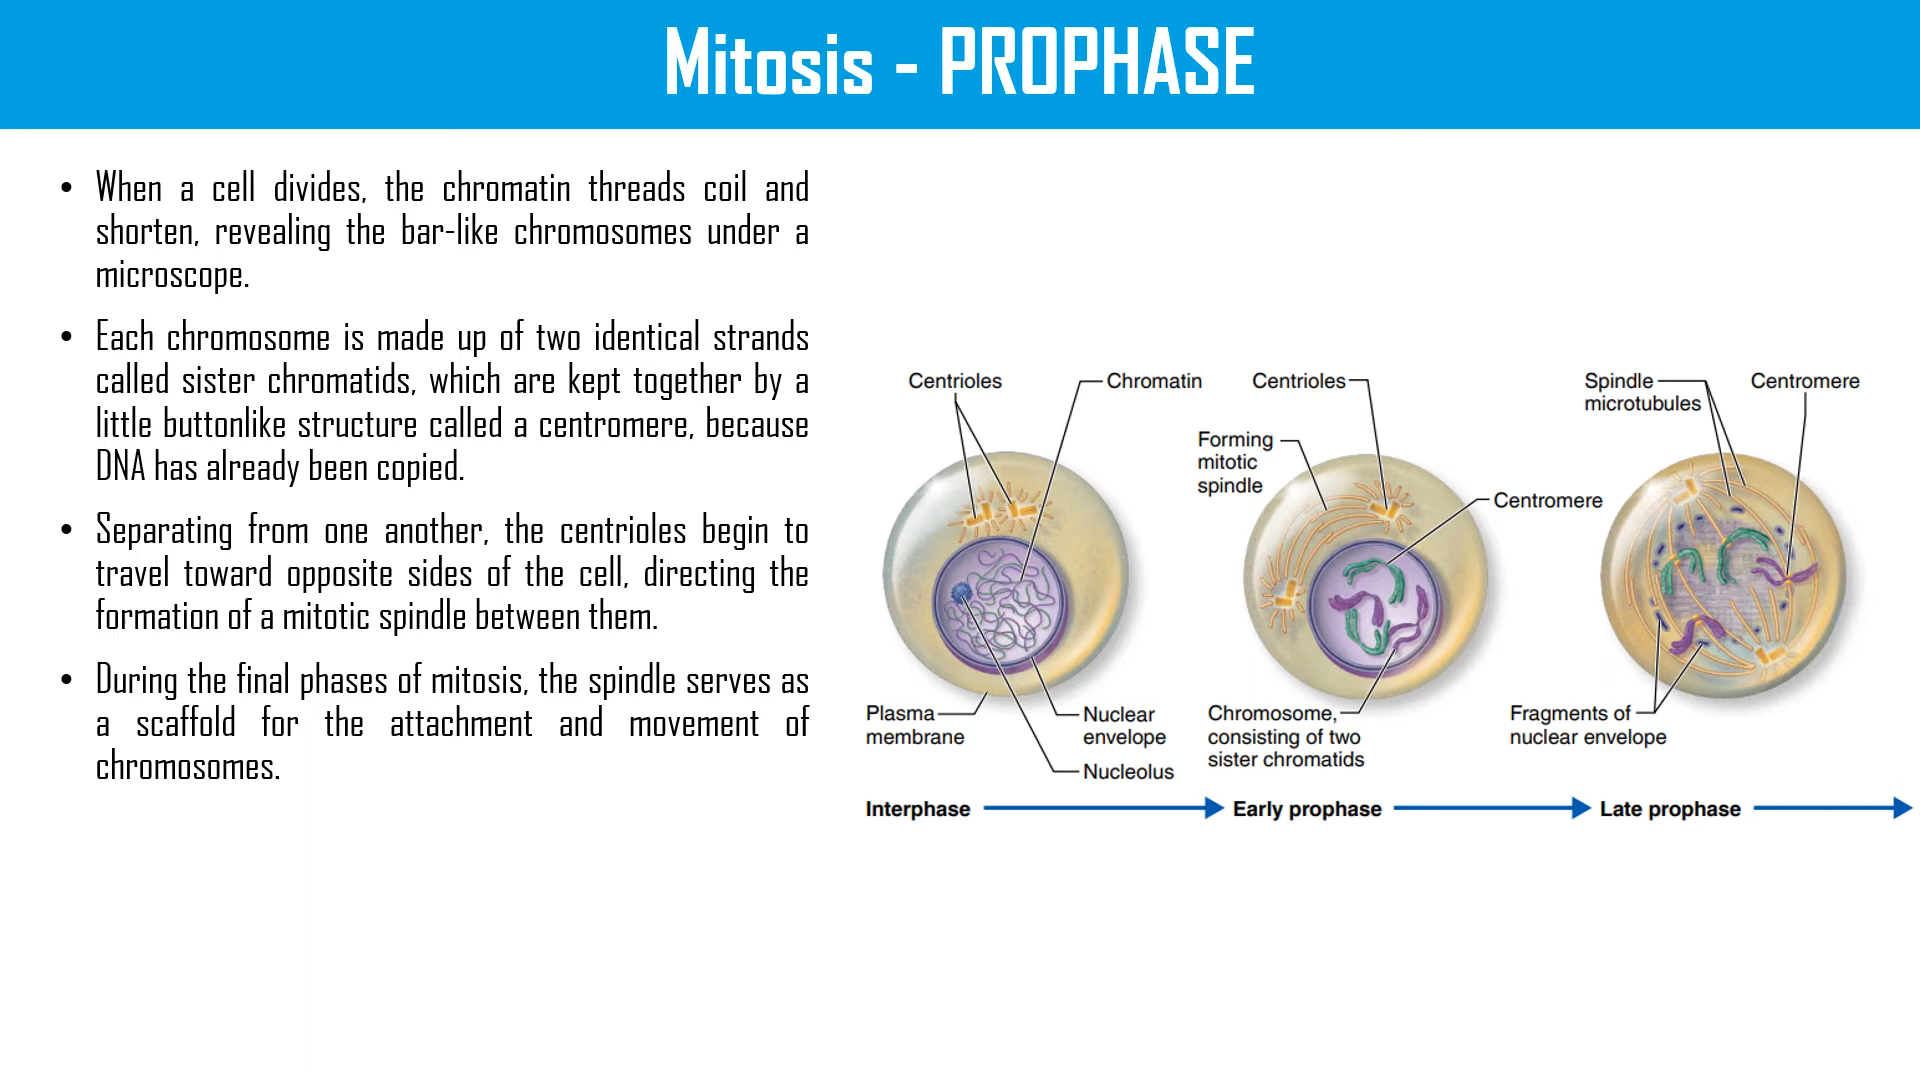 Mitosis - PROPHASE
• When a cell divides, the chromatin threads coil and
shorten, revealing the bar-like chromosomes under a
microscope.
• Each chromosome is made up of two identical strands
called sister chromatids, which are kept together by a
little buttonlike structure called a centromere, because
DNA has already been copied.
• Separating from one another, the centrioles begin to
travel toward opposite sides of the cell, directing the
formation of a mitotic spindle between them.
• During the final phases of mitosis, the spindle serves as
a scaffold for the attachment and movement of
chromosomes.
Centrioles
Chromatin
Plasma
membrane
Nuclear
envelope
Nucleolus
Interphase
Centrioles
Forming
mitotic
spindle
Centromere
Chromosome,
consisting of two
sister chromatids
Early prophase
Spindle
microtubules
Centromere
Fragments of
nuclear envelope
Late prophase